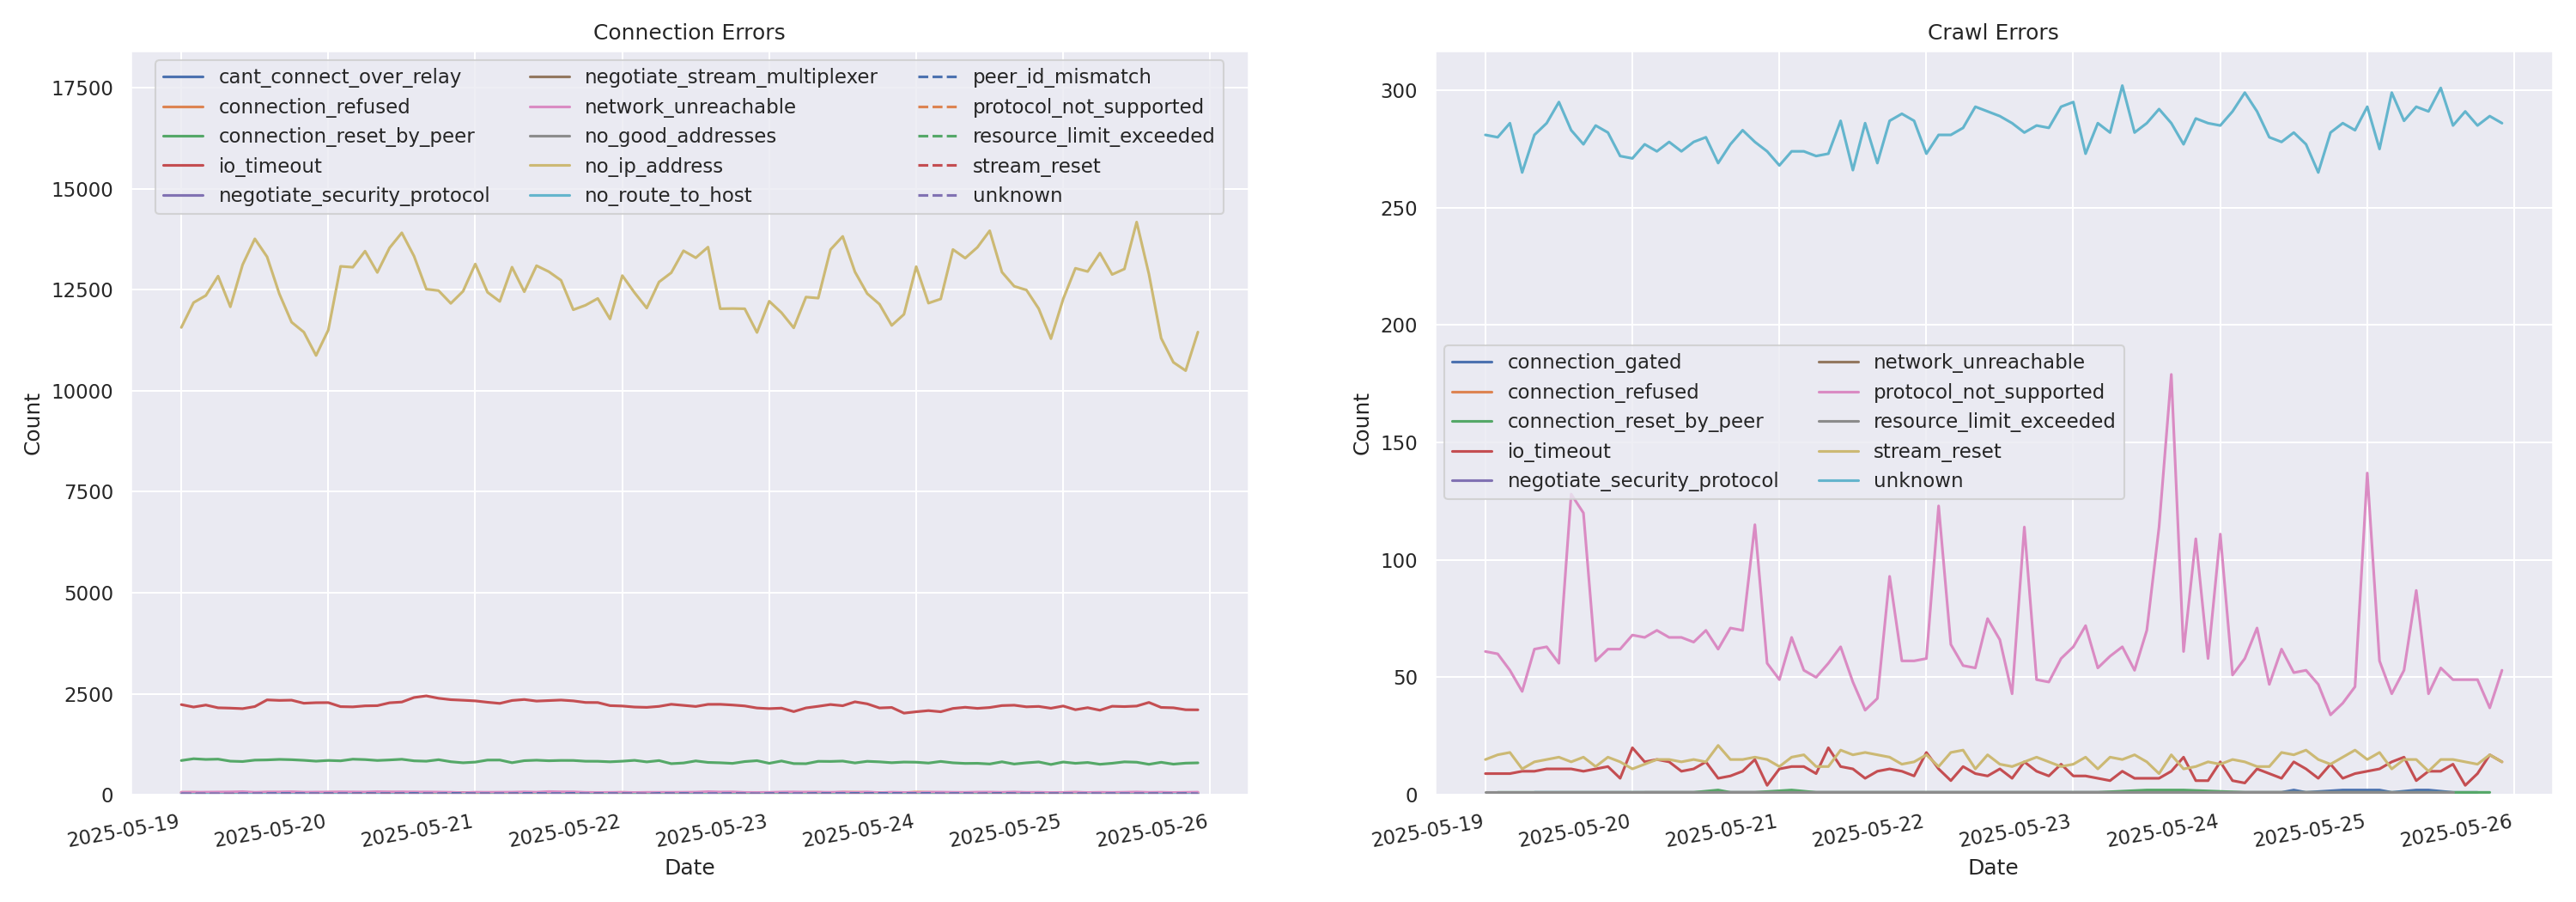 Connection Errors
17500
15000
12500
10000
7500
5000
2500
0
Count
cant_connect_over_relay
connection_refused
connection_reset_by_peer
io_timeout
negotiate_security_protocol
negotiate_stream_multiplexer
network_unreachable
no_good_addresses
no_ip_address
no_route_to_host
peer_id_mismatch
protocol_not_supported
resource_limit_exceeded
stream_reset
unknown
2025-05-19
2025-05-20
2025-05-21
2025-05-22
2025-05-23
2025-05-24
2025-05-25
2025-05-26
Date
Crawl Errors
300
250
200
150
100
50
0
Count
connection_gated
connection_refused
connection_reset_by_peer
io_timeout
negotiate_security_protocol
network_unreachable
protocol_not_supported
resource_limit_exceeded
stream_reset
unknown
2025-05-19
2025-05-20
2025-05-21
2025-05-22
2025-05-23
2025-05-24
2025-05-25
2025-05-26
Date